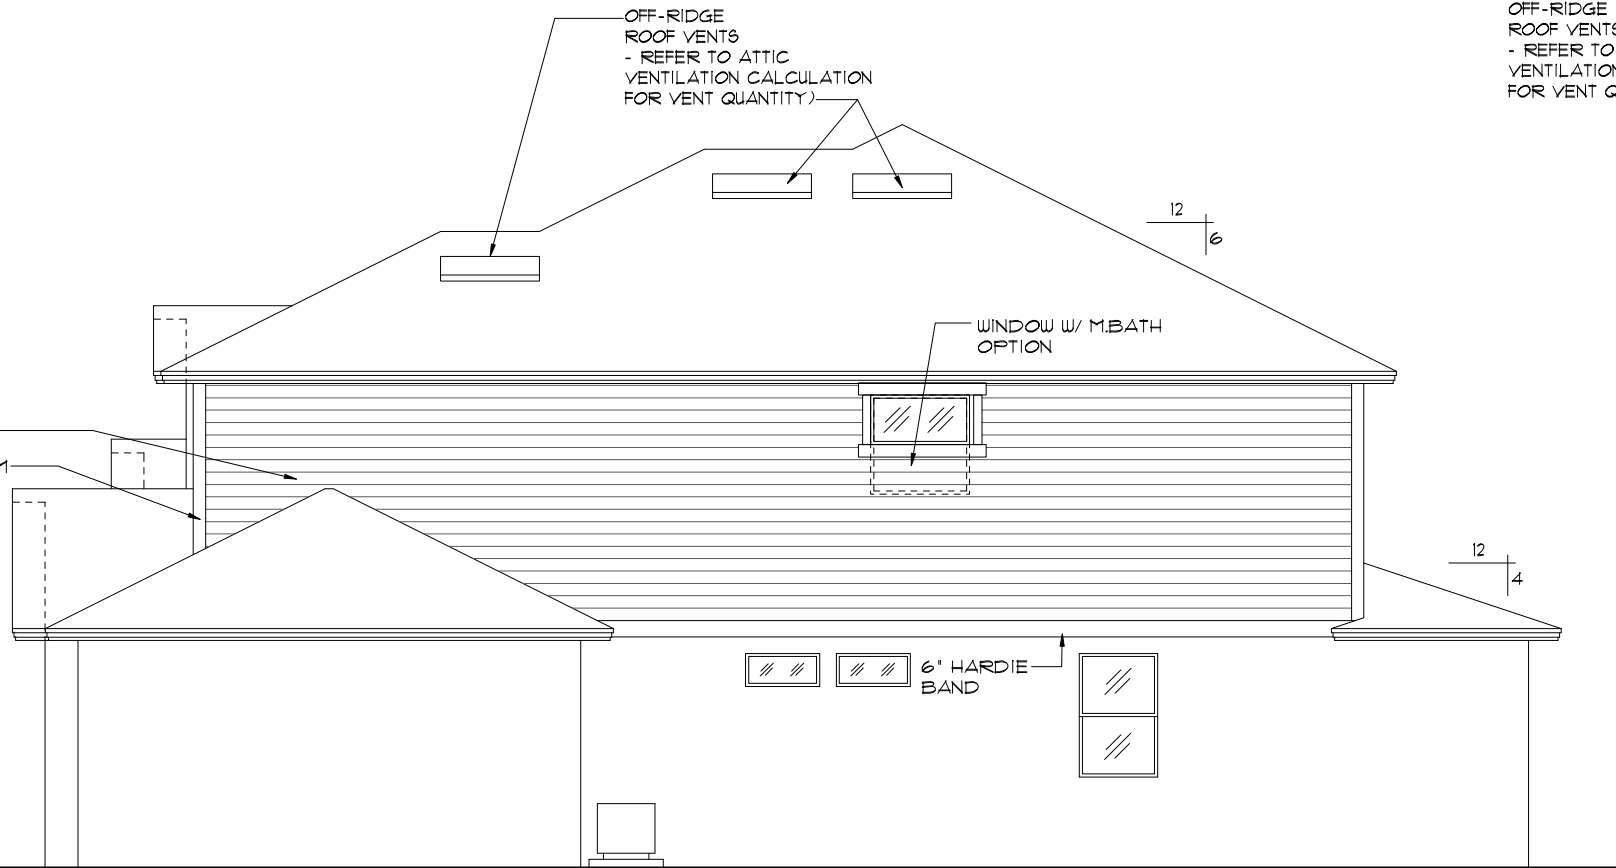 OFF-RIDGE
ROOF VENTS
- REFER TO ATTIC
VENTILATION CALCULATION
FOR VENT QUANTITY)
OFF-RIDGE
ROOF VENTS
- REFER TO
VENTILATION
FOR VENT
12
6
WINDOW W/ M.BATH
OPTION
12
4
6" HARDIE
BAND